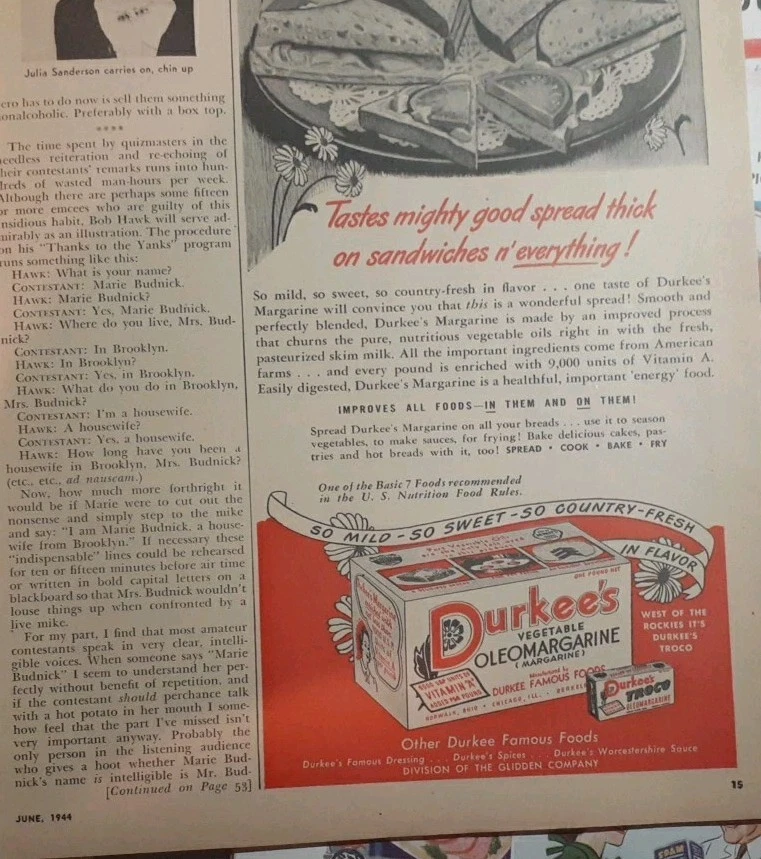 Julia Sanderson carries on, chin up
ero has to do now is sell them something
onalcoholic. Preferably with a box top.
****
The time spent by quizmasters in the
eedless reiteration and re-echoing of
heir contestants' remarks runs into hun-
dreds of wasted man-hours per week.
Although there are perhaps some fifteen
or more emcees who are guilty of this
nsidious habit, Bob Hawk will serve ad-
mirably as an illustration. The procedure
on his "Thanks to the Yanks" program
runs something like this:
HAWK: What is your name?
CONTESTANT: Marie Budnick.
HAWK: Marie Budnick?
CONTESTANT: Yes, Marie Budnick.
HAWK: Where do you live, Mrs. Bud-
nick?
CONTESTANT: In Brooklyn.
HAWK: In Brooklyn?
CONTESTANT: Yes, in Brooklyn.
HAWK: What do you do in Brooklyn,
Mrs. Budnick?
CONTESTANT: I'm a housewife.
HAWK: A housewife?
CONTESTANT: Yes, a housewife.
HAWK: How long have you been a
housewife in Brooklyn, Mrs. Budnick?
(etc., etc., ad nauseam.)
Now, how much more forthright it
would be if Marie were to cut out the
nonsense and simply step to the mike
and say: "I am Marie Budnick, a house-
wife from Brooklyn." If necessary these
"indispensable" lines could be rehearsed
for ten or fifteen minutes before air time
or written in bold capital letters on a
blackboard so that Mrs. Budnick wouldn't
louse things up when confronted by a
live mike.
For my part, I find that most amateur
contestants speak in very clear, intelli-
gible voices. When someone says "Marie
Budnick" I seem to understand her per-
fectly without benefit of repetition, and
if the contestant should perchance talk
with a hot potato in her mouth I some-
how feel that the part I've missed isn't
very important anyway. Probably the
only person in the listening audience
who gives a hoot whether Marie Bud-
nick's name is intelligible is Mr. Bud-
[Continued on Page 53]
JUNE, 1944
Tastes mighty good spread thick
on sandwiches n' everything!
So mild, so sweet, so country-fresh in flavor . . . one taste of Durkee's
Margarine will convince you that this is a wonderful spread! Smooth and
perfectly blended, Durkee's Margarine is made by an improved process
that churns the pure, nutritious vegetable oils right in with the fresh,
pasteurized skim milk. All the important ingredients come from American
farms . . . and every pound is enriched with 9,000 units of Vitamin A.
Easily digested, Durkee's Margarine is a healthful, important 'energy' food.
IMPROVES ALL FOODS—IN THEM AND ON THEM!
Spread Durkee's Margarine on all your breads . . . use it to season
vegetables, to make sauces, for frying! Bake delicious cakes, pas-
tries and hot breads with it, too! SPREAD • COOK • BAKE • FRY
One of the Basic 7 Foods recommended
in the U. S. Nutrition Food Rules.
SO MILD - SO SWEET - SO COUNTRY-FRESH
IN FLAVOR
ONE POUND NET
Durkee's
VEGETABLE
OLEOMARGARINE
(MARGARINE)
Manufactured by
DURKEE FAMOUS FOODS
NORWALK, OHIO • CHICAGO, ILL. •
VITAMIN "A"
ADDED PER POUND
WEST OF THE
ROCKIES IT'S
DURKEE'S
TROCO
Durkee's
TROCO
OLEOMARGARINE
Other Durkee Famous Foods
Durkee's Famous Dressing . . . Durkee's Spices . . . Durkee's Worcestershire Sauce
DIVISION OF THE GLIDDEN COMPANY
15